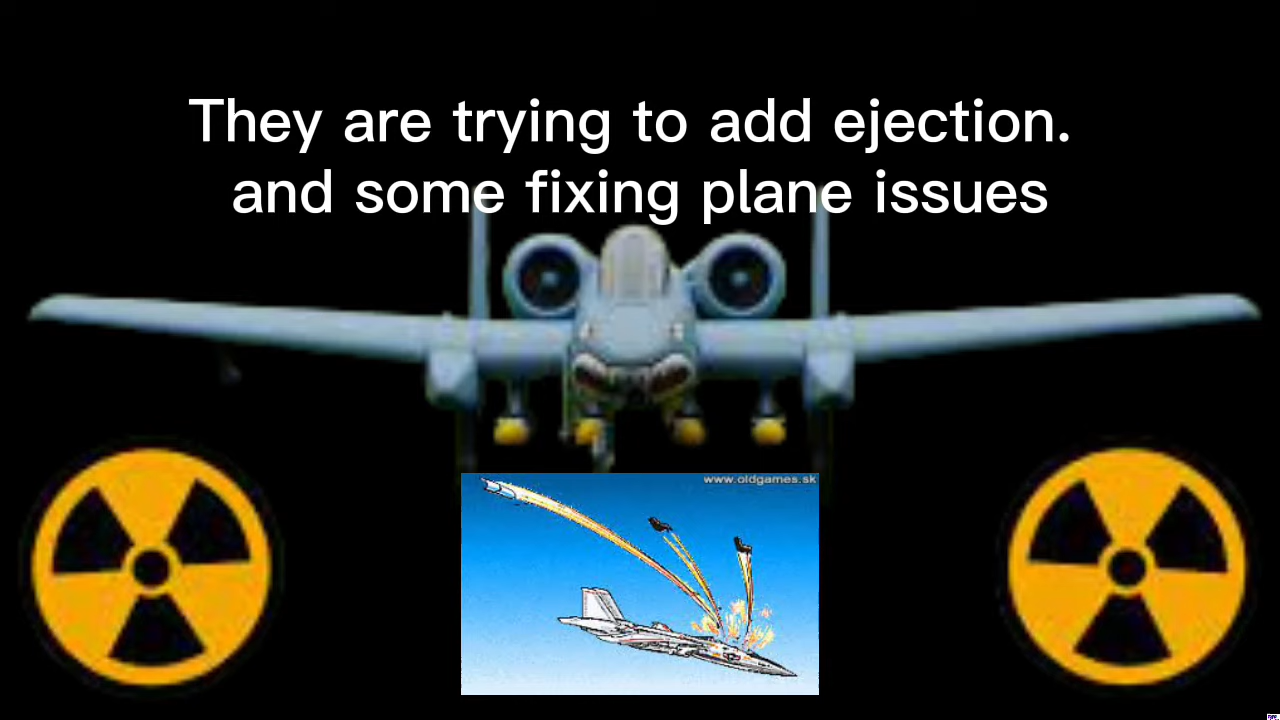 They are trying to add ejection.
and some fixing plane issues
www.oldgames.sk